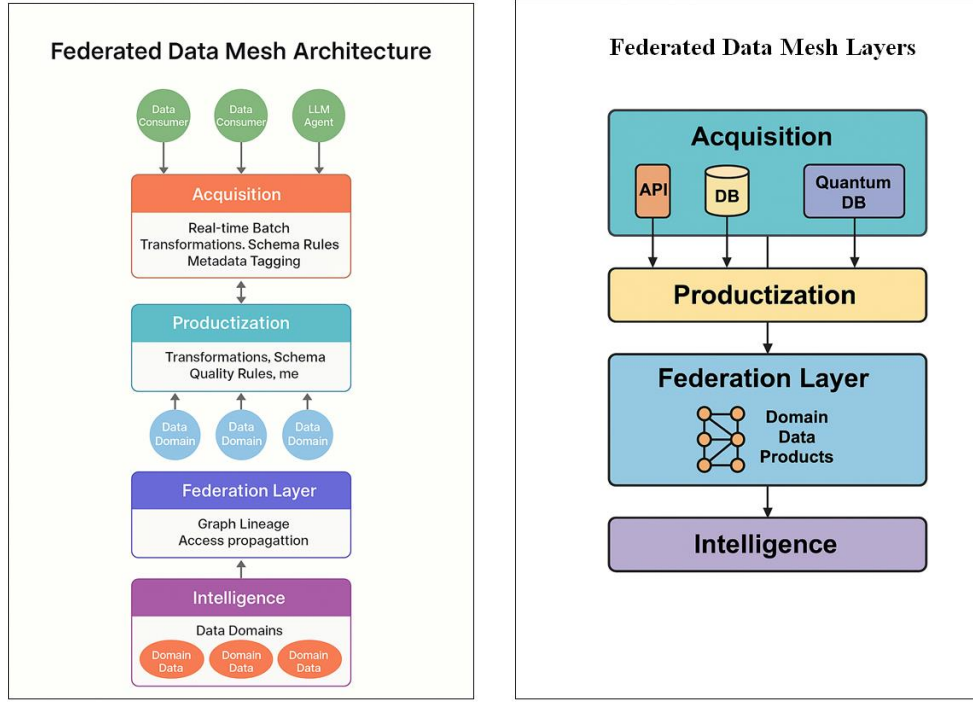 Federated Data Mesh Architecture
Data
Consumer
Data
Consumer
LLM
Agent
Acquisition
Real-time Batch
Transformations. Schema Rules
Metadata Tagging
Productization
Transformations, Schema
Quality Rules, me
Data
Domain
Data
Domain
Data
Domain
Federation Layer
Graph Lineage
Access propagattion
Intelligence
Data Domains
Domain
Data
Domain
Data
Domain
Data
Federated Data Mesh Layers
Acquisition
API
DB
Quantum
DB
Productization
Federation Layer
Domain
Data
Products
Intelligence